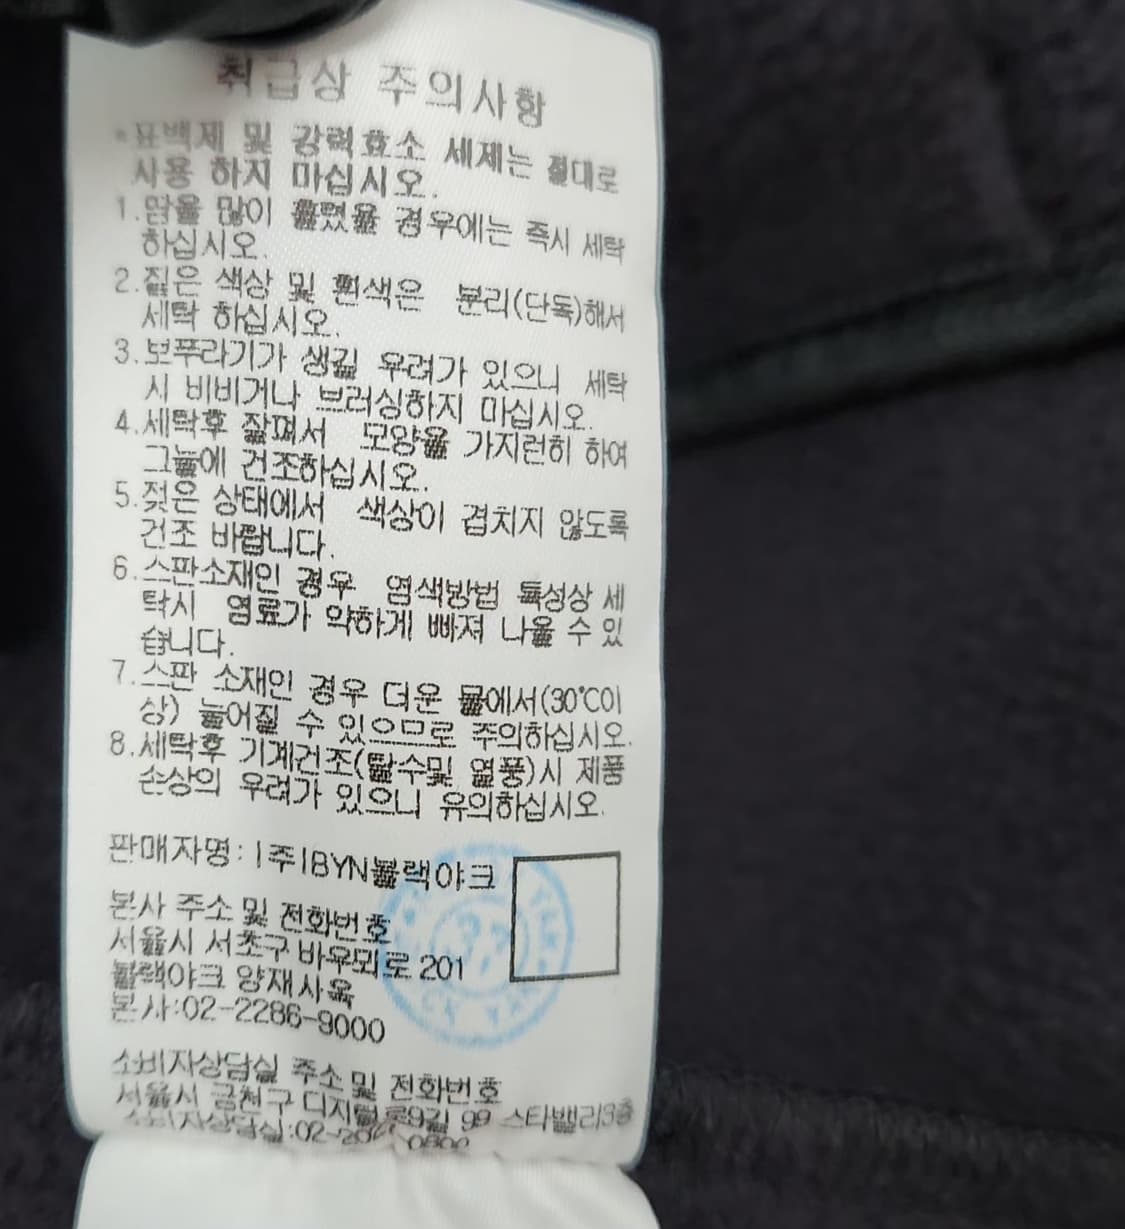 취급상 주의사항
*표백제 및 강력효소 세제는 절대로
사용 하지 마십시오.
1.땀을 많이 흘렸을 경우에는 즉시 세탁
하십시오.
2.짙은 색상 및 흰색은 분리(단독)해서
세탁 하십시오.
3.보푸라기가 생길 우려가 있으니 세탁
시 비비거나 브러싱하지 마십시오.
4.세탁후 잘펴서 모양을 가지런히 하여
그늘에 건조하십시오.
5.젖은 상태에서 색상이 겹치지 않도록
건조 바랍니다.
6.스판소재인 경우 염색방법 특성상 세
탁시 염료가 약하게 빠져 나올 수 있
습니다.
7.스판 소재인 경우 더운 물에서(30℃이
상) 늘어질 수 있으므로 주의하십시오.
8.세탁후 기계건조(탈수및 열풍)시 제품
손상의 우려가 있으니 유의하십시오.
판매자명:|주|BYN블랙야크
본사 주소 및 전화번호
서울시 서초구 바우뫼로 201
블랙야크 양재사옥
본사:02-2286-9000
소비자상담실 주소 및 전화번호
서울시 금천구 디지털로9길 99 스타밸리3층
소비자상담실:02-